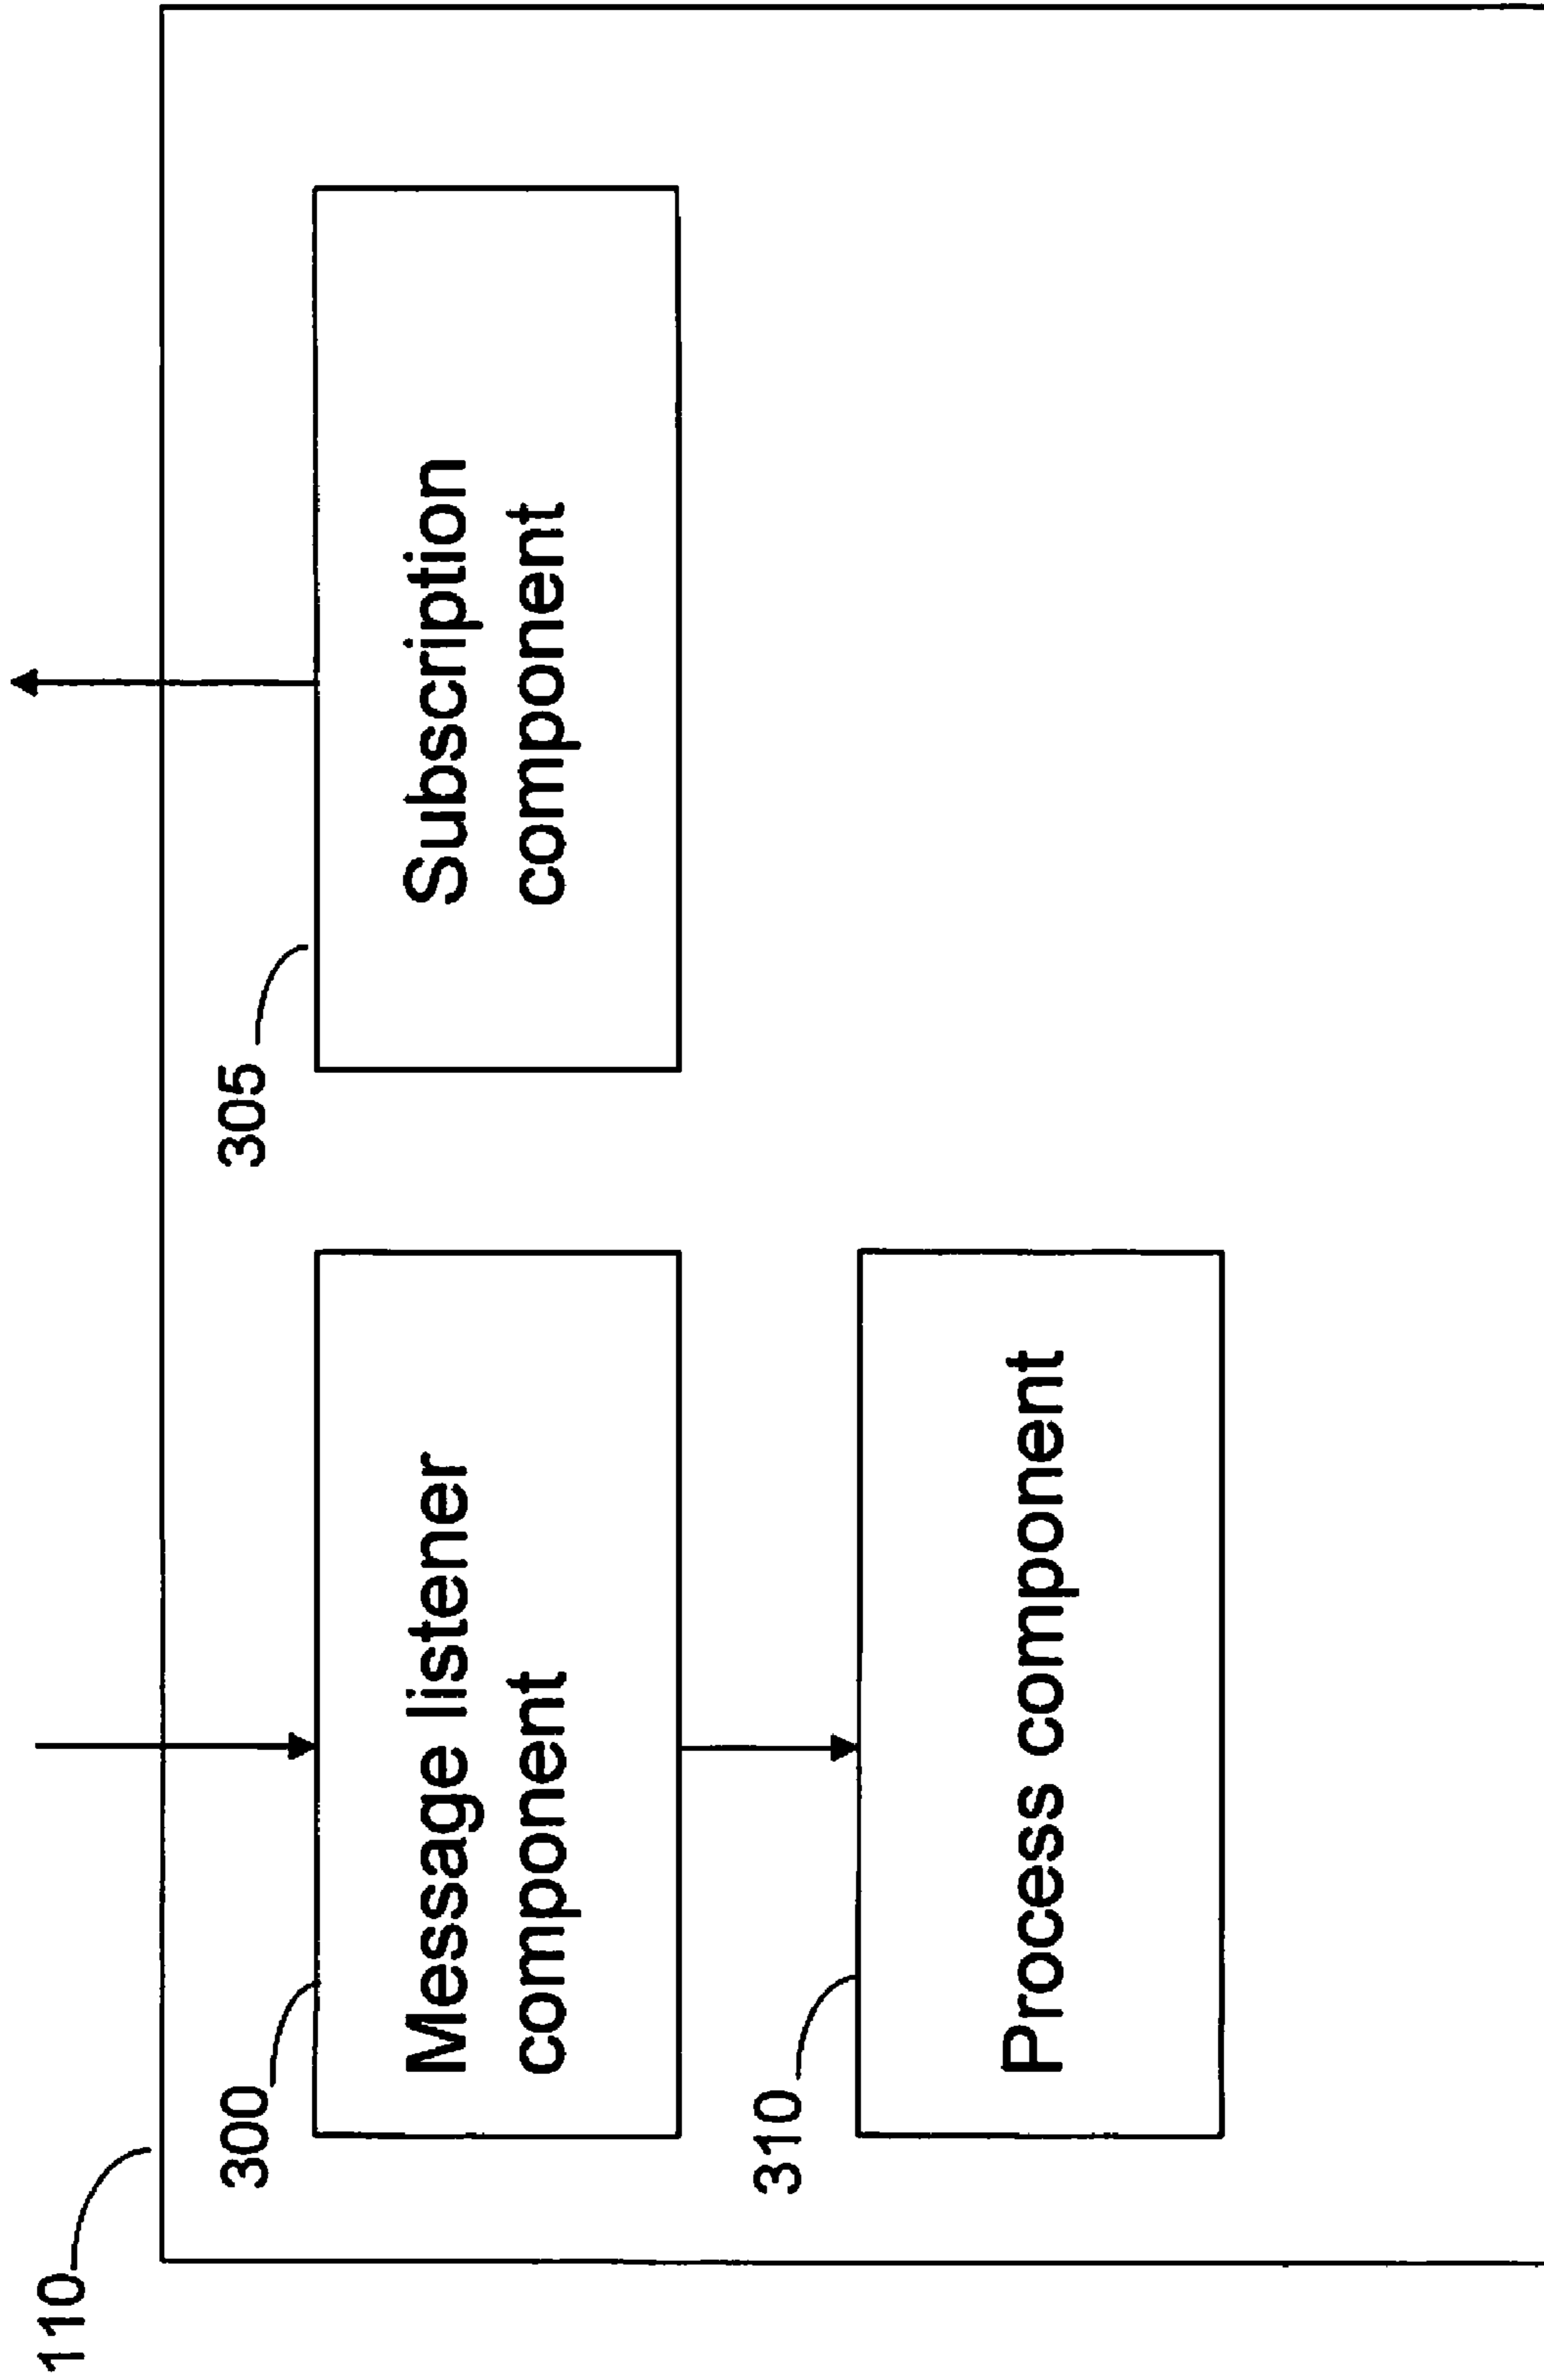 110
300
Message listener
component
305
Subscription
component
310
Process component